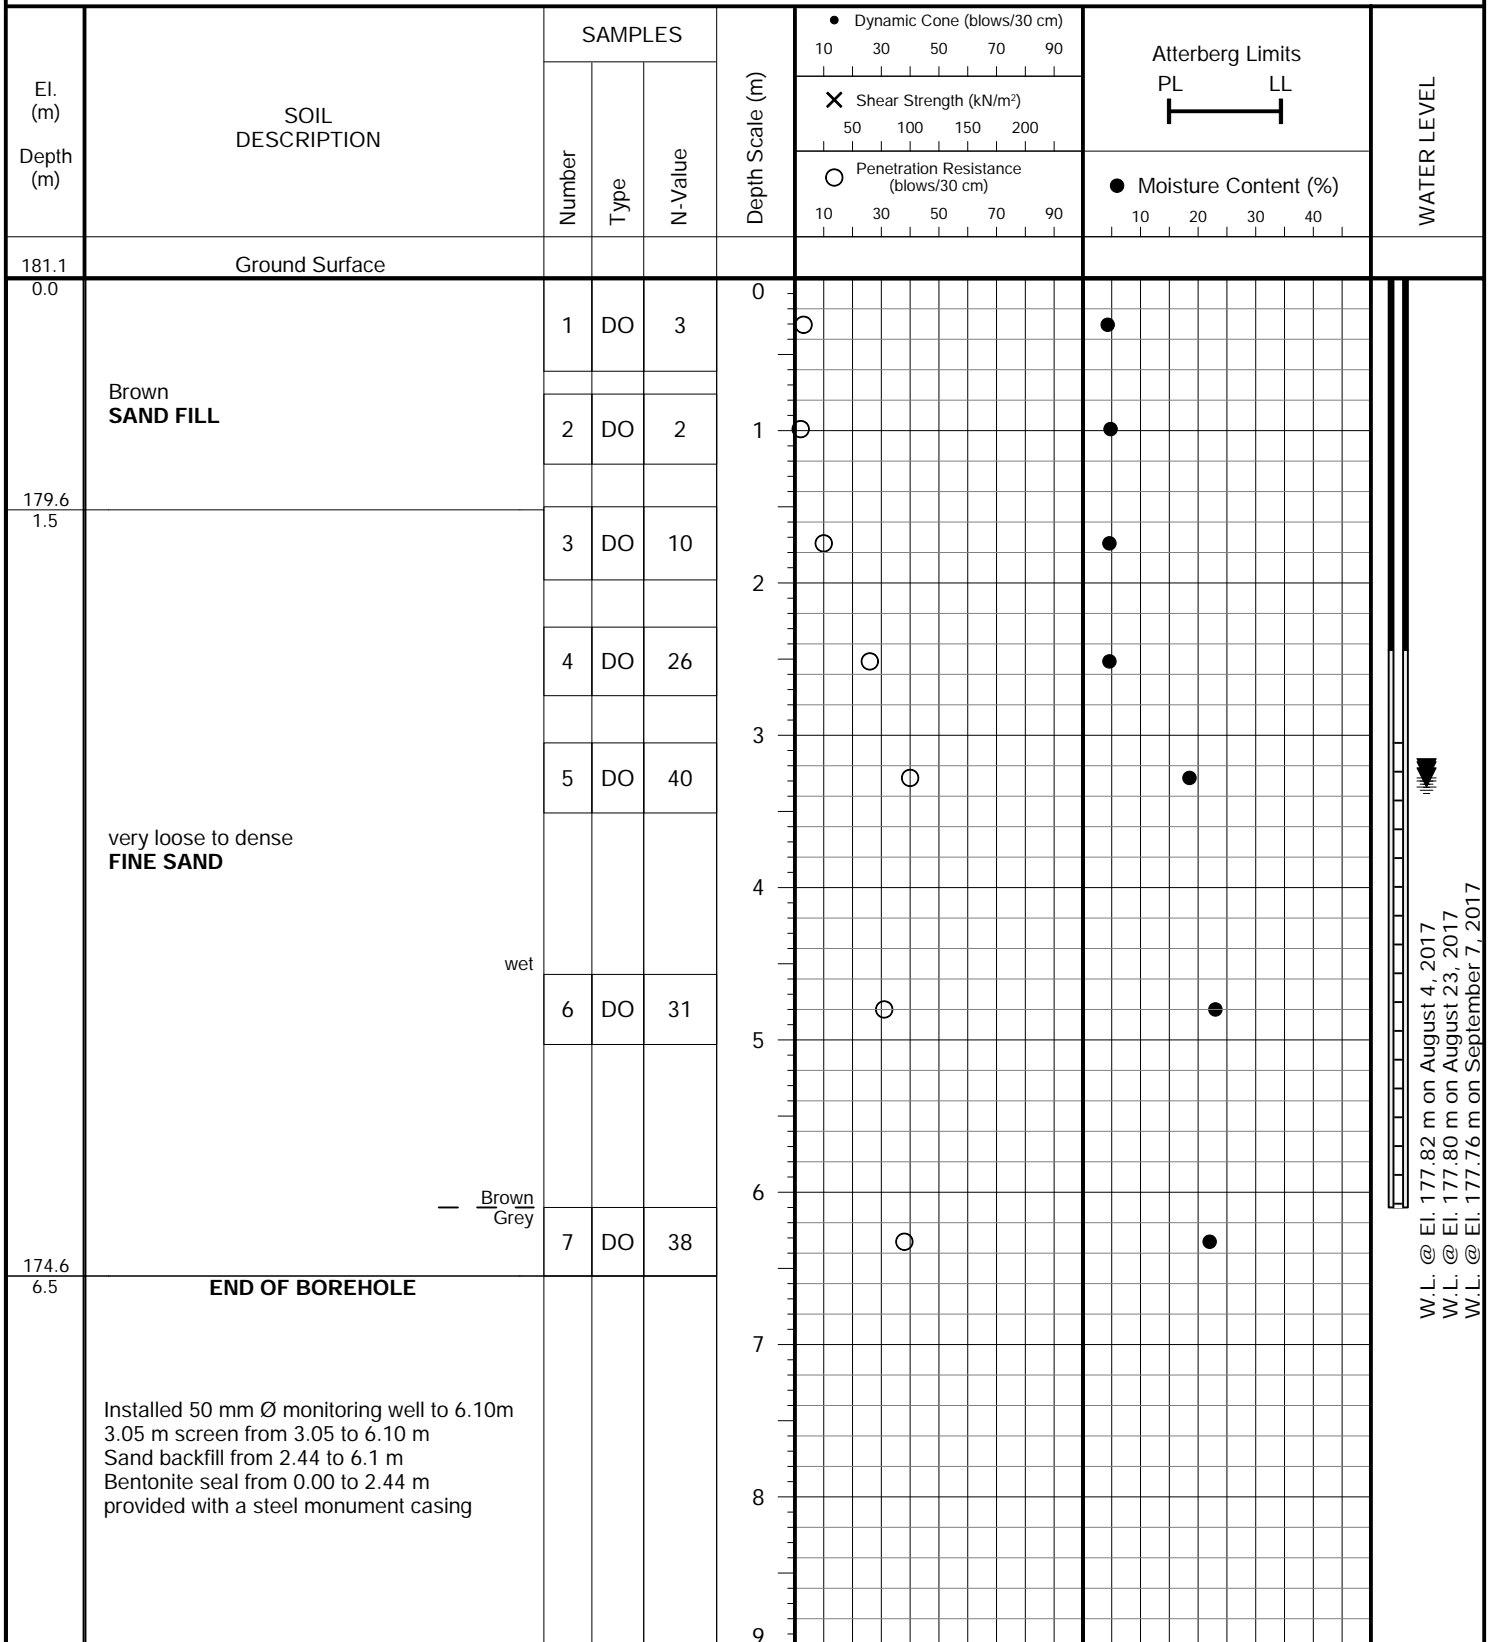 El.
(m)
Depth
(m)
SOIL
DESCRIPTION
SAMPLES
Number
Type
N-Value
Depth Scale (m)
Dynamic Cone (blows/30 cm)
10 30 50 70 90
Shear Strength (kN/m²)
50 100 150 200
Penetration Resistance
(blows/30 cm)
10 30 50 70 90
Atterberg Limits
PL LL
Moisture Content (%)
10 20 30 40
WATER LEVEL
181.1 Ground Surface
0.0
0
1 DO 3
Brown
SAND FILL
2 DO 2
1
179.6
1.5
3 DO 10
2
4 DO 26
3
5 DO 40
very loose to dense
FINE SAND
4
wet
6 DO 31
5
6
Brown
Grey
7 DO 38
174.6
6.5
END OF BOREHOLE
7
Installed 50 mm Ø monitoring well to 6.10m
3.05 m screen from 3.05 to 6.10 m
Sand backfill from 2.44 to 6.1 m
Bentonite seal from 0.00 to 2.44 m
provided with a steel monument casing
8
9
W.L. @ El. 177.82 m on August 4, 2017
W.L. @ El. 177.80 m on August 23, 2017
W.L. @ El. 177.76 m on September 7, 2017